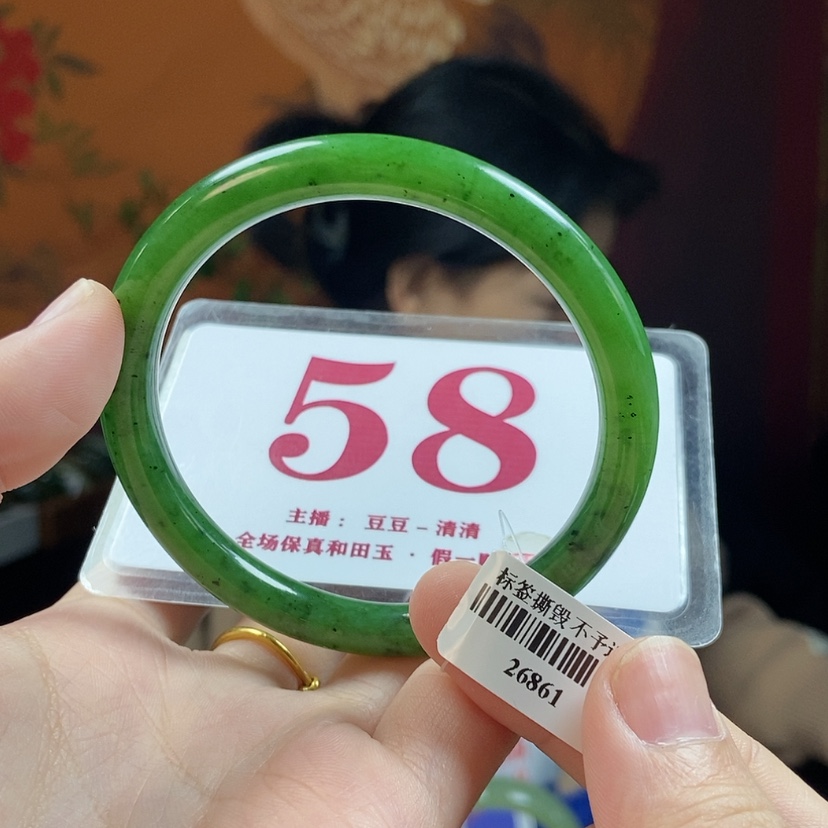 58
主播： 豆豆－清清
全场保真和田玉 · 假一
标签撕毁不予
26861